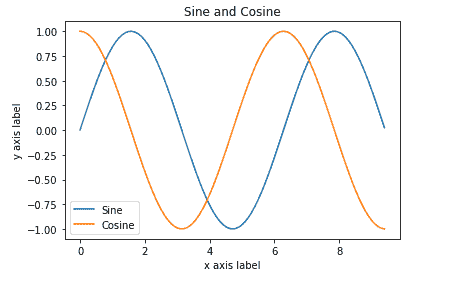 Sine and Cosine
1.00
0.75
0.50
0.25
0.00
−0.25
−0.50
−0.75
−1.00
y axis label
Sine
Cosine
0 2 4 6 8
x axis label